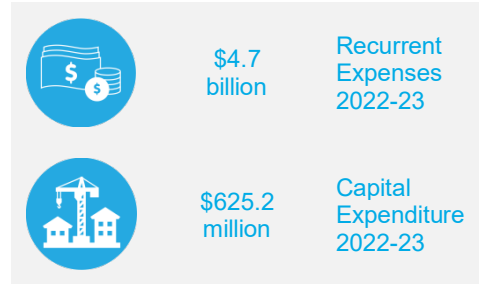 $
$
$4.7
billion
Recurrent
Expenses
2022-23
$625.2
million
Capital
Expenditure
2022-23